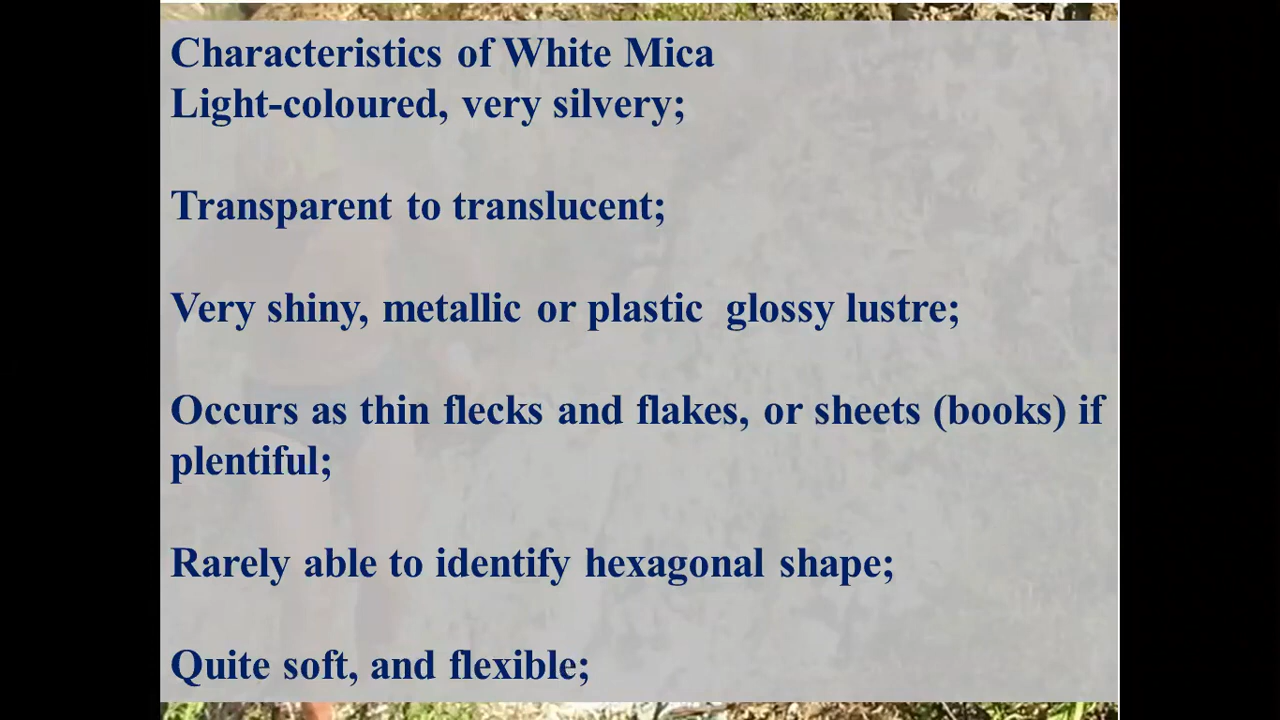 Characteristics of White Mica
Light-coloured, very silvery;
Transparent to translucent;
Very shiny, metallic or plastic glossy lustre;
Occurs as thin flecks and flakes, or sheets (books) if
plentiful;
Rarely able to identify hexagonal shape;
Quite soft, and flexible;